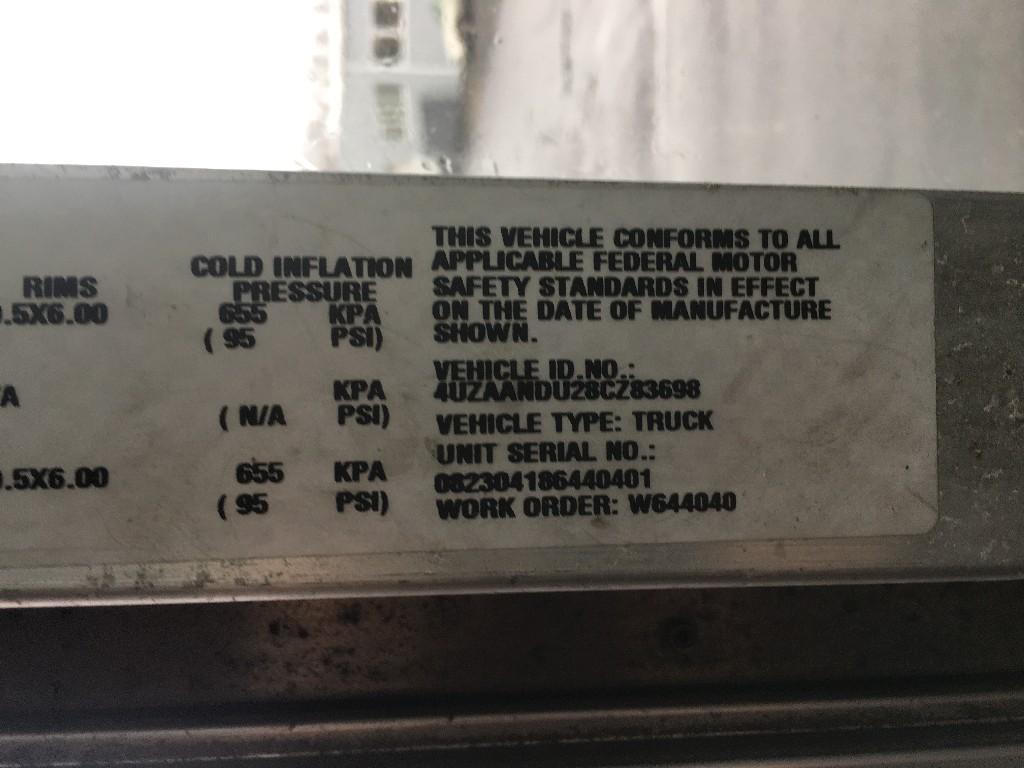 RIMS
.5X6.00
/A
.5X6.00
COLD INFLATION
PRESSURE
655 KPA
( 95 PSI)
KPA
( N/A PSI)
655 KPA
( 95 PSI)
THIS VEHICLE CONFORMS TO ALL
APPLICABLE FEDERAL MOTOR
SAFETY STANDARDS IN EFFECT
ON THE DATE OF MANUFACTURE
SHOWN.
VEHICLE ID.NO.:
4UZAANDU28CZ83698
VEHICLE TYPE: TRUCK
UNIT SERIAL NO.:
082304186440401
WORK ORDER: W644040